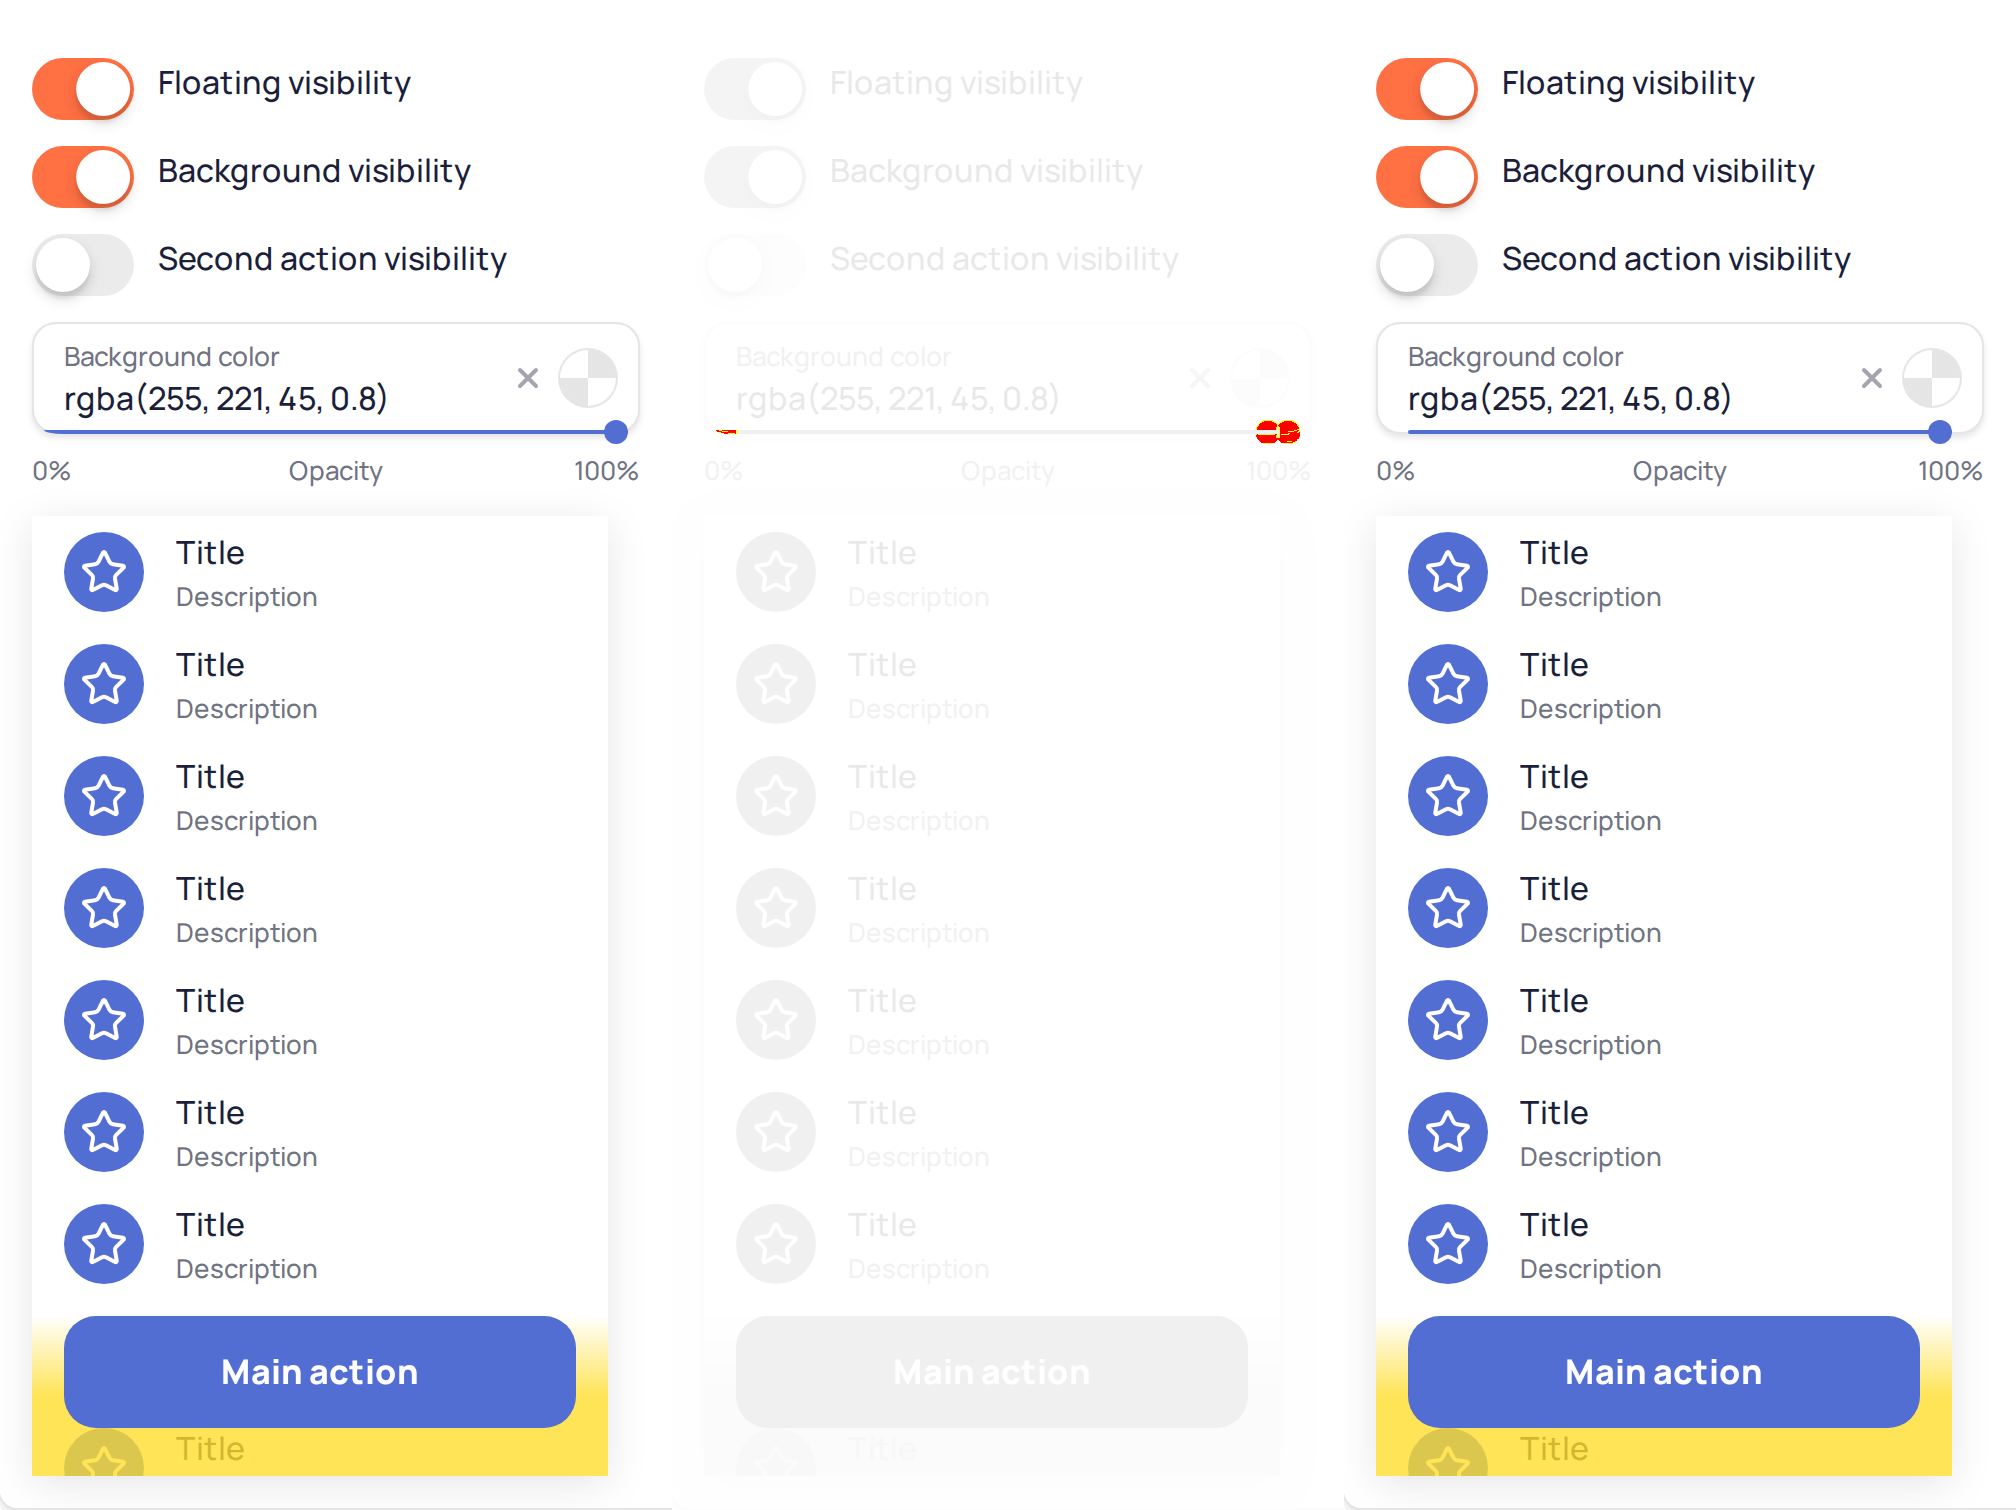 Floating visibility
Background visibility
Second action visibility
Background color
rgba(255, 221, 45, 0.8)
0% Opacity 100%
Title
Description
Title
Description
Title
Description
Title
Description
Title
Description
Title
Description
Title
Description
Main action
Title
Floating visibility
Background visibility
Second action visibility
Background color
rgba(255, 221, 45, 0.8)
0% Opacity 100%
Title
Description
Title
Description
Title
Description
Title
Description
Title
Description
Title
Description
Title
Description
Main action
Title
Floating visibility
Background visibility
Second action visibility
Background color
rgba(255, 221, 45, 0.8)
0% Opacity 100%
Title
Description
Title
Description
Title
Description
Title
Description
Title
Description
Title
Description
Title
Description
Main action
Title